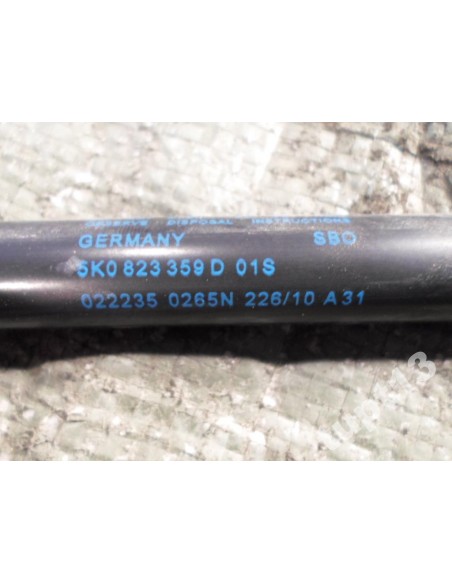 OBSERVE DISPOSAL INSTRUCTIONS
GERMANY SBO
5K0 823 359 D 01S
022235 0265N 226/10 A31